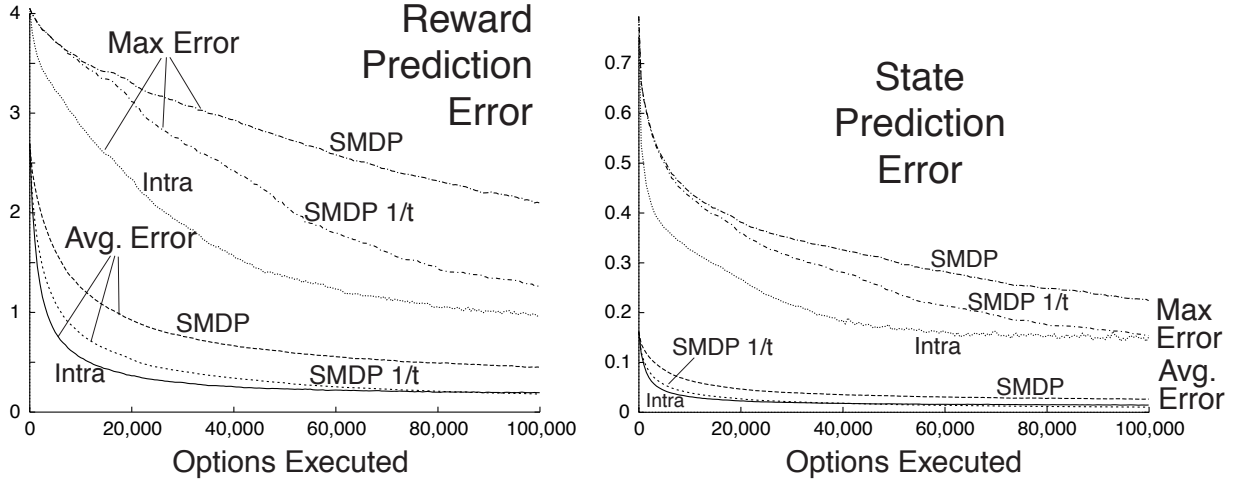 Reward
Prediction
Error
4
3
2
1
0
Max Error
SMDP
Intra
SMDP 1/t
Avg. Error
SMDP
Intra
SMDP 1/t
0
20,000
40,000
60,000
80,000
100,000
Options Executed
State
Prediction
Error
0.7
0.6
0.5
0.4
0.3
0.2
0.1
0
SMDP
SMDP 1/t
Intra
Max
Error
SMDP 1/t
SMDP
Intra
Avg.
Error
0
20,000
40,000
60,000
80,000
100,000
Options Executed